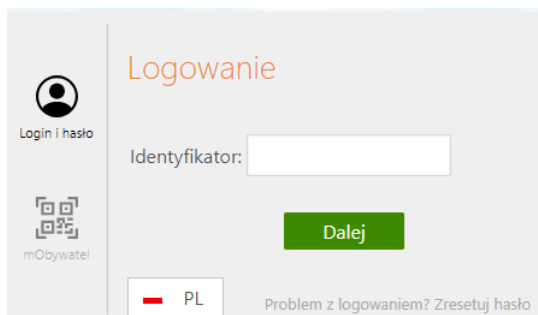 Logowanie
Login i hasło
Identyfikator:
mObywatel
Dalej
PL
Problem z logowaniem? Zresetuj hasło